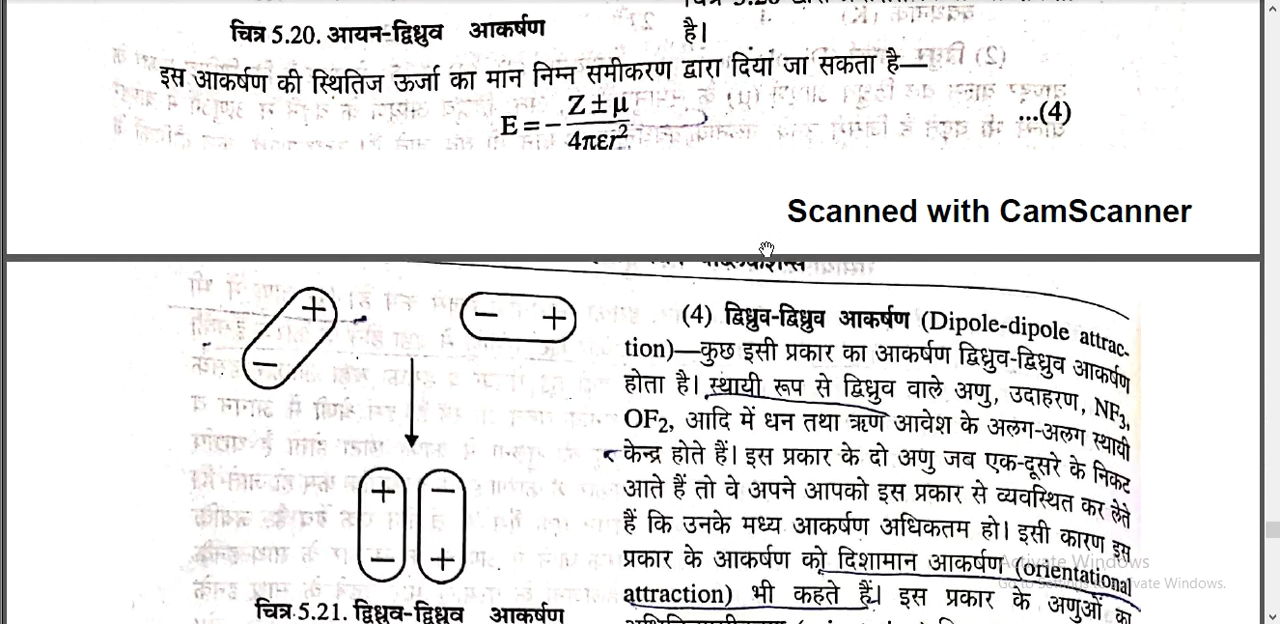 चित्र 5.20. आयन-द्विध्रुव आकर्षण
है।
इस आकर्षण की स्थितिज ऊर्जा का मान निम्न समीकरण द्वारा दियां जा सकता है—
E = − Z ± μ / 4πεr² ...(4)
Scanned with CamScanner
(4) द्विध्रुव-द्विध्रुव आकर्षण (Dipole-dipole attrac-
tion)—कुछ इसी प्रकार का आकर्षण द्विध्रुव-द्विध्रुव आकर्षण
होता है। स्थायी रूप से द्विध्रुव वाले अणु, उदाहरण, NF₃,
OF₂, आदि में धन तथा ऋण आवेश के अलग-अलग स्थायी
केन्द्र होते हैं। इस प्रकार के दो अणु जब एक-दूसरे के निकट
आते हैं तो वे अपने आपको इस प्रकार से व्यवस्थित कर लेते
हैं कि उनके मध्य आकर्षण अधिकतम हो। इसी कारण इस
प्रकार के आकर्षण को दिशामान आकर्षण (orientational
attraction) भी कहते हैं। इस प्रकार के अणुओं का
+ −
− +
+ −
− +
चित्र.5.21. द्विध्रुव-द्विध्रुव आकर्षण
Activate Windows